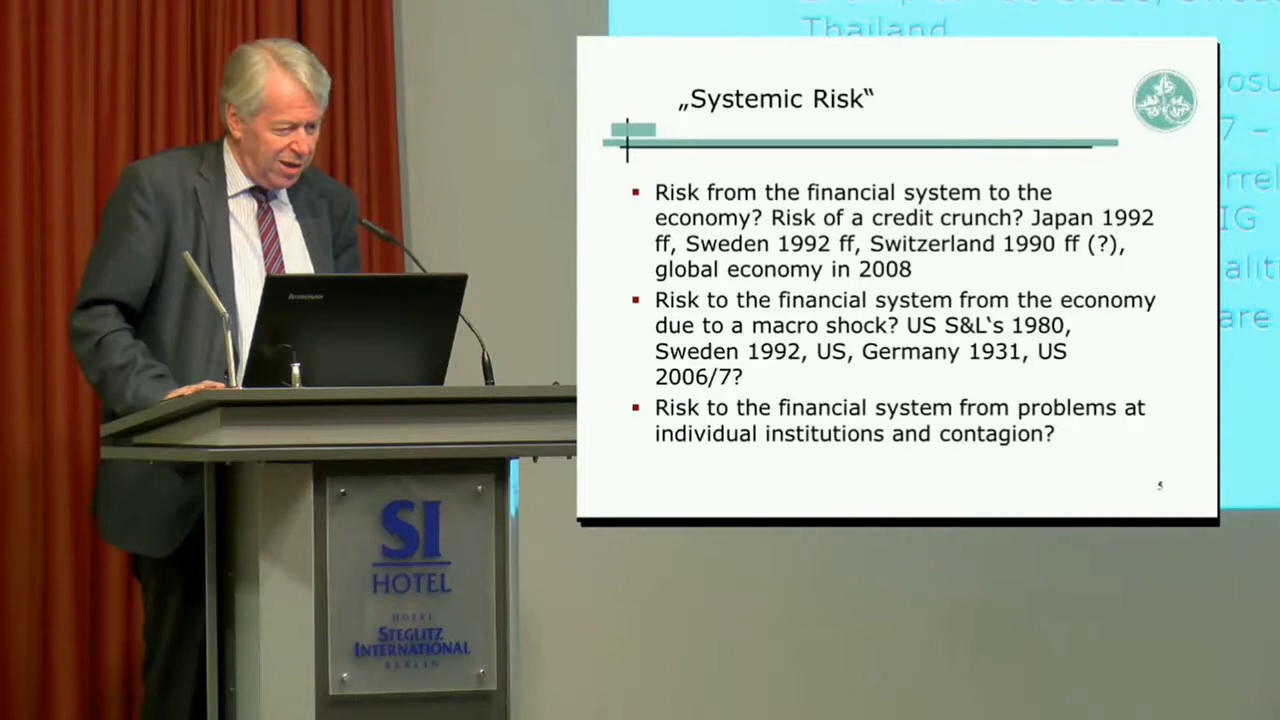 Thailand
„Systemic Risk“
Risk from the financial system to the
economy? Risk of a credit crunch? Japan 1992
ff, Sweden 1992 ff, Switzerland 1990 ff (?),
global economy in 2008
Risk to the financial system from the economy
due to a macro shock? US S&L‘s 1980,
Sweden 1992, US, Germany 1931, US
2006/7?
Risk to the financial system from problems at
individual institutions and contagion?
5
7 –
IG
are
lenovo
SI
HOTEL
HOTEL
STEGLITZ
INTERNATIONAL
BERLIN